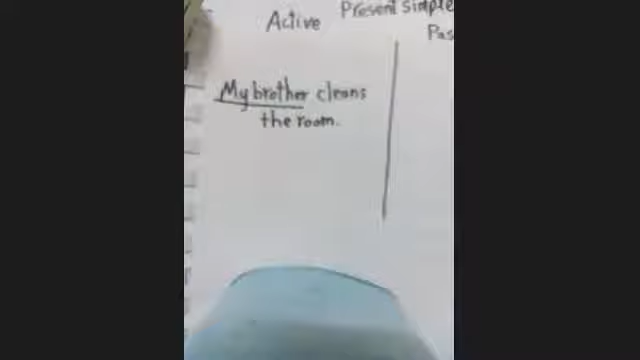 Present Simple
Active
My brother cleans
the room.